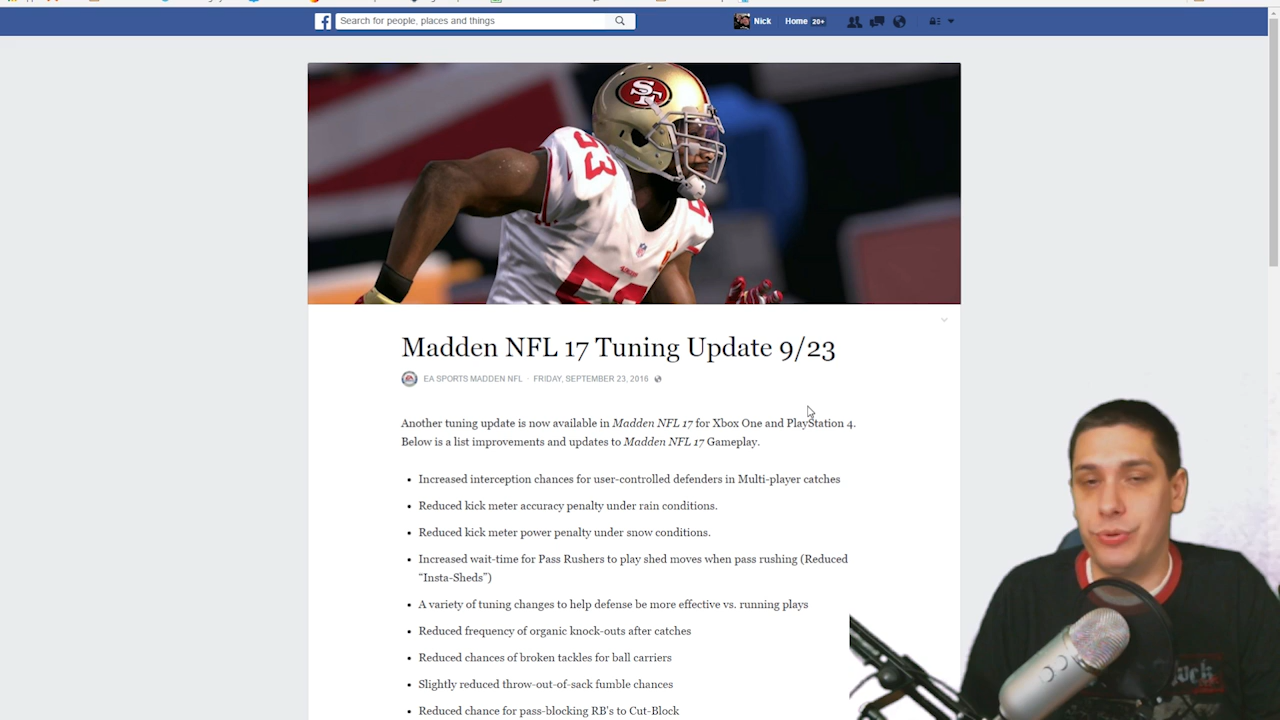 Search for people, places and things
Nick
Home 20+
SF
53
Madden NFL 17 Tuning Update 9/23
EA SPORTS MADDEN NFL · FRIDAY, SEPTEMBER 23, 2016
Another tuning update is now available in Madden NFL 17 for Xbox One and PlayStation 4.
Below is a list improvements and updates to Madden NFL 17 Gameplay.
• Increased interception chances for user-controlled defenders in Multi-player catches
• Reduced kick meter accuracy penalty under rain conditions.
• Reduced kick meter power penalty under snow conditions.
• Increased wait-time for Pass Rushers to play shed moves when pass rushing (Reduced
“Insta-Sheds”)
• A variety of tuning changes to help defense be more effective vs. running plays
• Reduced frequency of organic knock-outs after catches
• Reduced chances of broken tackles for ball carriers
• Slightly reduced throw-out-of-sack fumble chances
• Reduced chance for pass-blocking RB's to Cut-Block